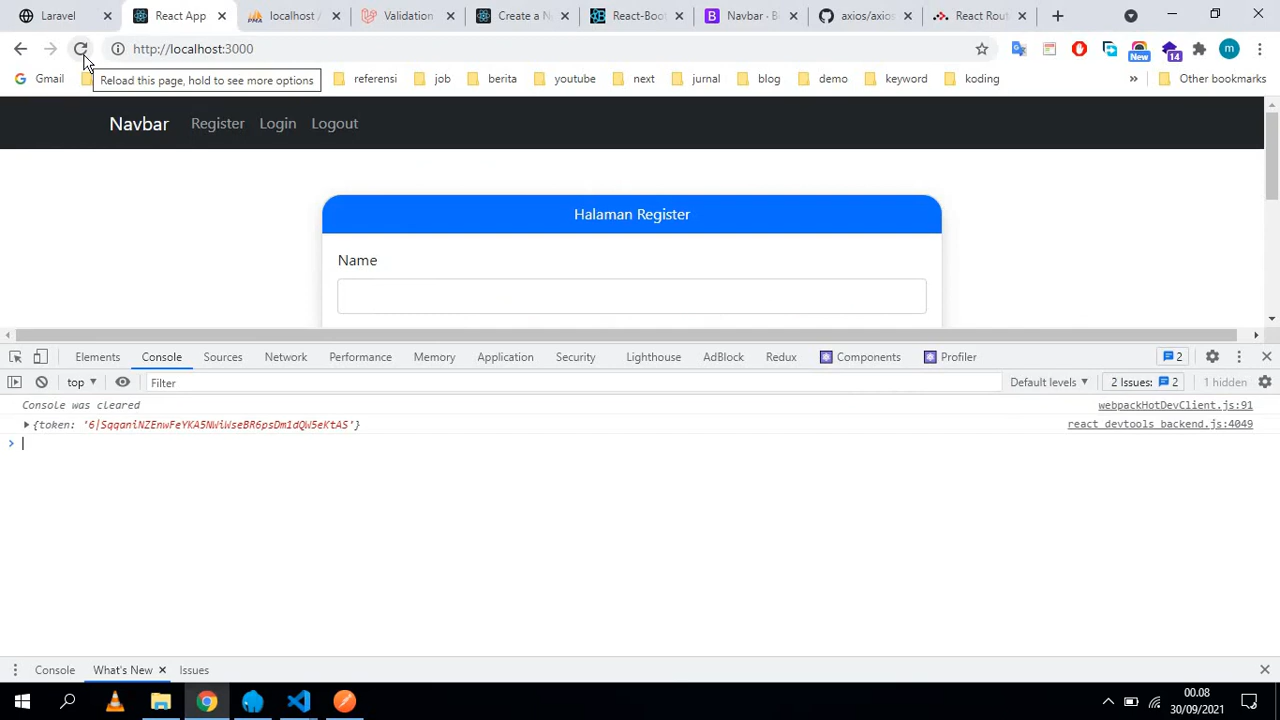 Laravel
React App
localhost /
Validation
Create a N
React-Boo
Navbar · B
axios/axios
React Rout
http://localhost:3000
New
14
m
Gmail
Reload this page, hold to see more options
referensi
job
berita
youtube
next
jurnal
blog
demo
keyword
koding
»
Other bookmarks
Navbar
Register
Login
Logout
Halaman Register
Name
Elements
Console
Sources
Network
Performance
Memory
Application
Security
Lighthouse
AdBlock
Redux
Components
Profiler
2
top
Filter
Default levels
2 Issues:
2
1 hidden
Console was cleared
webpackHotDevClient.js:91
{token: '6|SqqaniNZEnwFeYKA5NWiWseBR6psDm1dQW5eKtAS'}
react_devtools_backend.js:4049
Console
What's New
Issues
00.08
30/09/2021